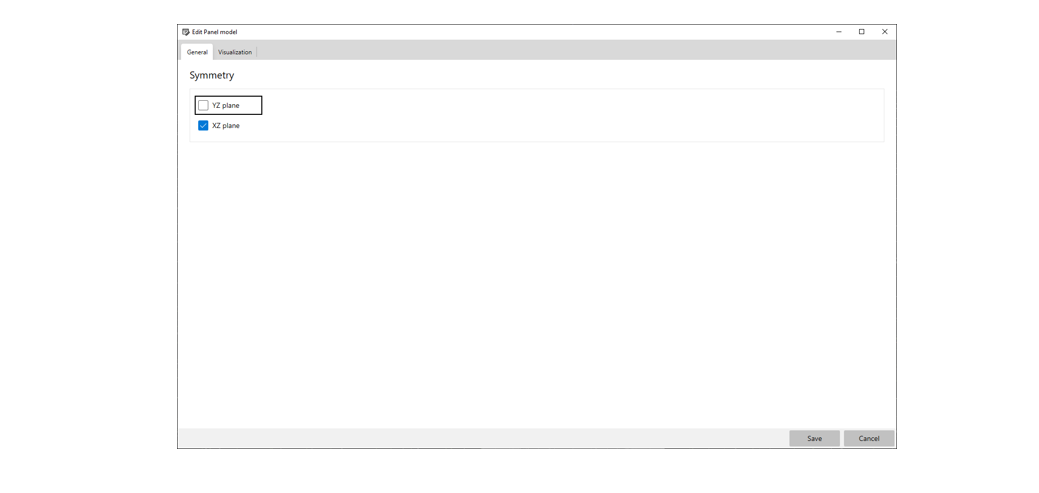 Edit Panel model
General Visualization
Symmetry
YZ plane
XZ plane
Save Cancel